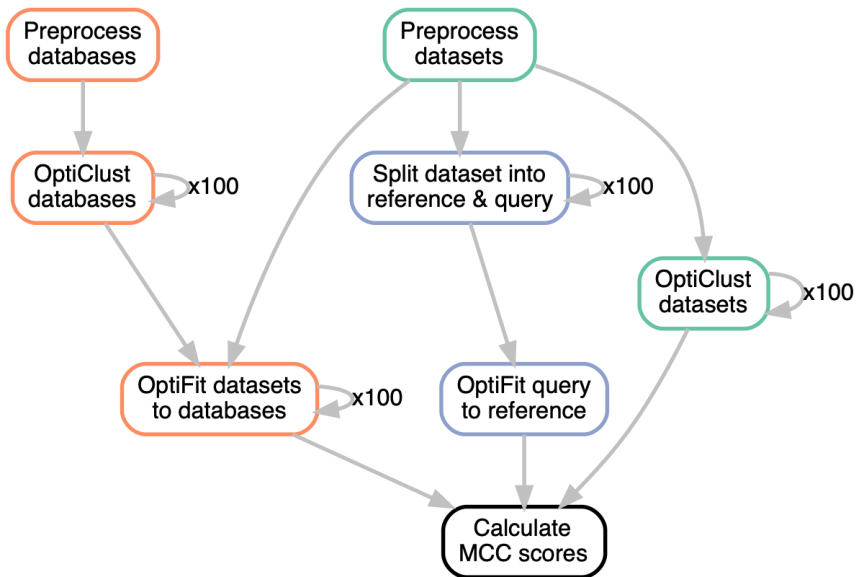 Preprocess
databases
Preprocess
datasets
OptiClust
databases
x100
Split dataset into
reference & query
x100
OptiClust
datasets
x100
OptiFit datasets
to databases
x100
OptiFit query
to reference
Calculate
MCC scores